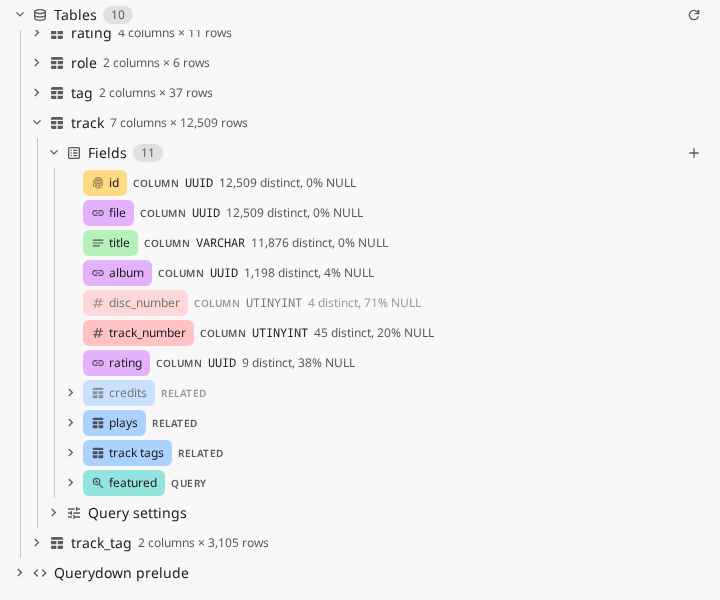 Tables 10
rating 4 columns × 11 rows
role 2 columns × 6 rows
tag 2 columns × 37 rows
track 7 columns × 12,509 rows
Fields 11
id COLUMN UUID 12,509 distinct, 0% NULL
file COLUMN UUID 12,509 distinct, 0% NULL
title COLUMN VARCHAR 11,876 distinct, 0% NULL
album COLUMN UUID 1,198 distinct, 4% NULL
disc_number COLUMN UTINYINT 4 distinct, 71% NULL
track_number COLUMN UTINYINT 45 distinct, 20% NULL
rating COLUMN UUID 9 distinct, 38% NULL
credits RELATED
plays RELATED
track tags RELATED
featured QUERY
Query settings
track_tag 2 columns × 3,105 rows
Querydown prelude